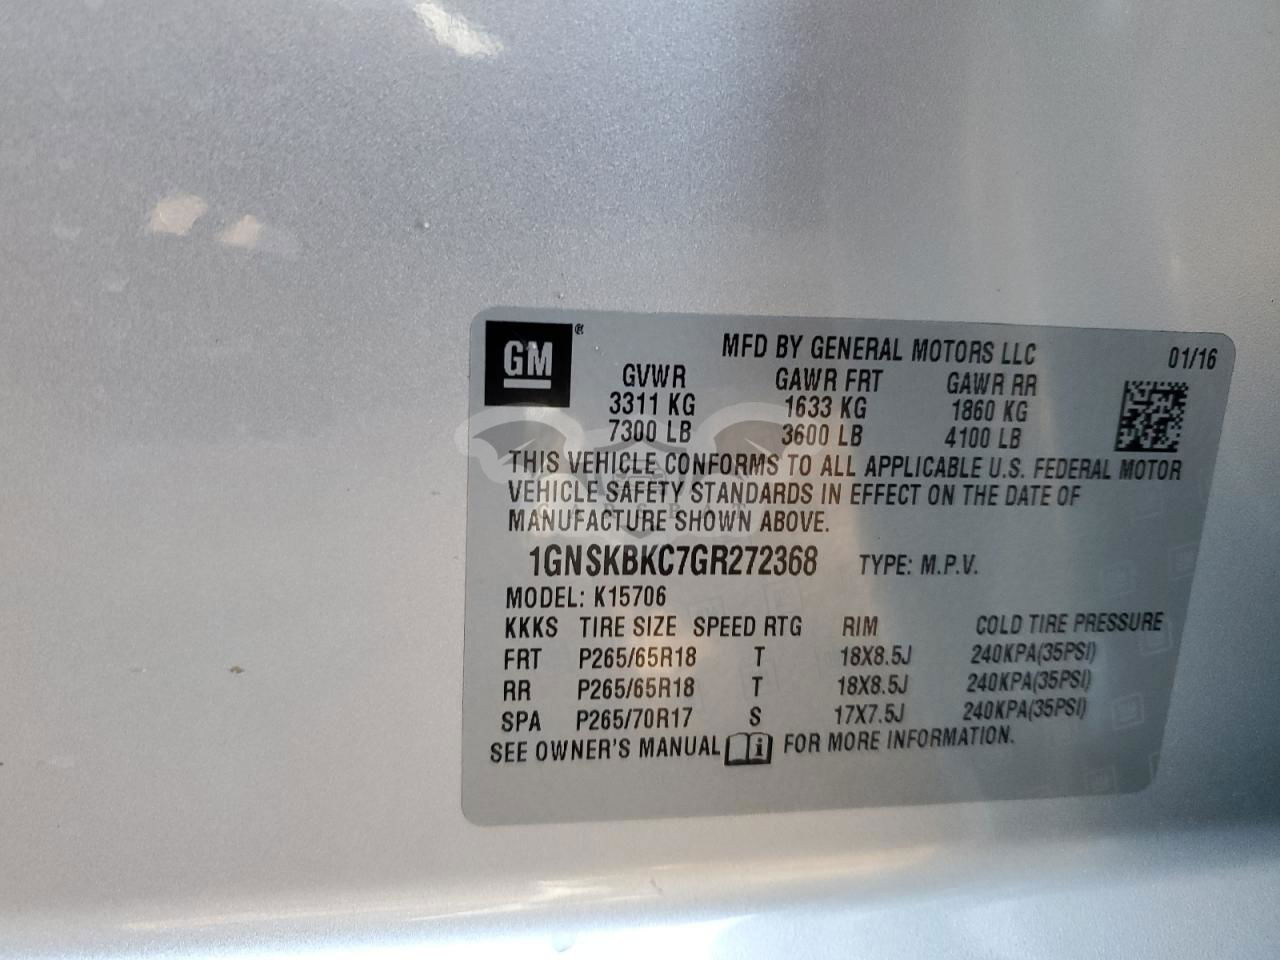 GM ®
MFD BY GENERAL MOTORS LLC 01/16
GVWR GAWR FRT GAWR RR
3311 KG 1633 KG 1860 KG
7300 LB 3600 LB 4100 LB
THIS VEHICLE CONFORMS TO ALL APPLICABLE U.S. FEDERAL MOTOR
VEHICLE SAFETY STANDARDS IN EFFECT ON THE DATE OF
MANUFACTURE SHOWN ABOVE.
1GNSKBKC7GR272368 TYPE: M.P.V.
MODEL: K15706
KKKS TIRE SIZE SPEED RTG RIM COLD TIRE PRESSURE
FRT P265/65R18 T 18X8.5J 240KPA(35PSI)
RR P265/65R18 T 18X8.5J 240KPA(35PSI)
SPA P265/70R17 S 17X7.5J 240KPA(35PSI)
SEE OWNER'S MANUAL FOR MORE INFORMATION.